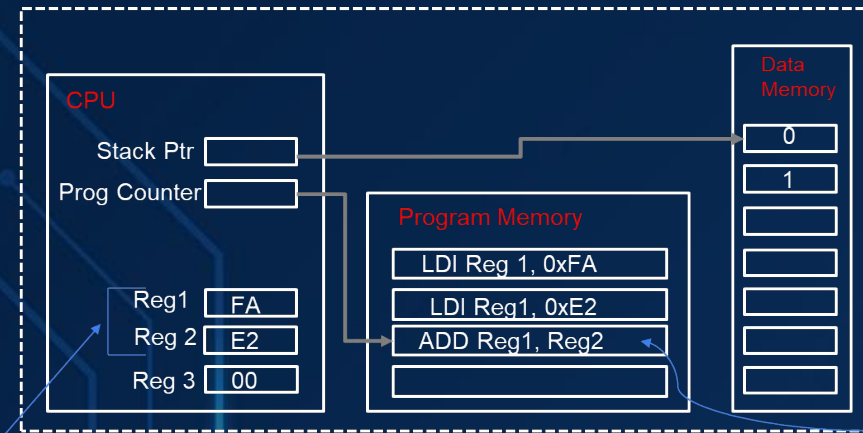 CPU
Stack Ptr
Prog Counter
Reg1 FA
Reg 2 E2
Reg 3 00
Program Memory
LDI Reg 1, 0xFA
LDI Reg1, 0xE2
ADD Reg1, Reg2
Data
Memory
0
1